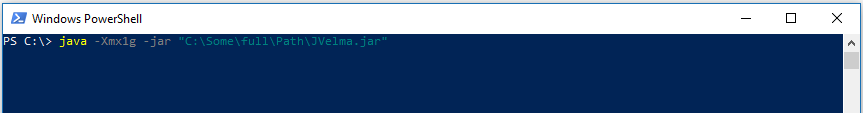 Windows PowerShell
PS C:\> java -Xmx1g -jar "C:\Some\full\Path\JVelma.jar"